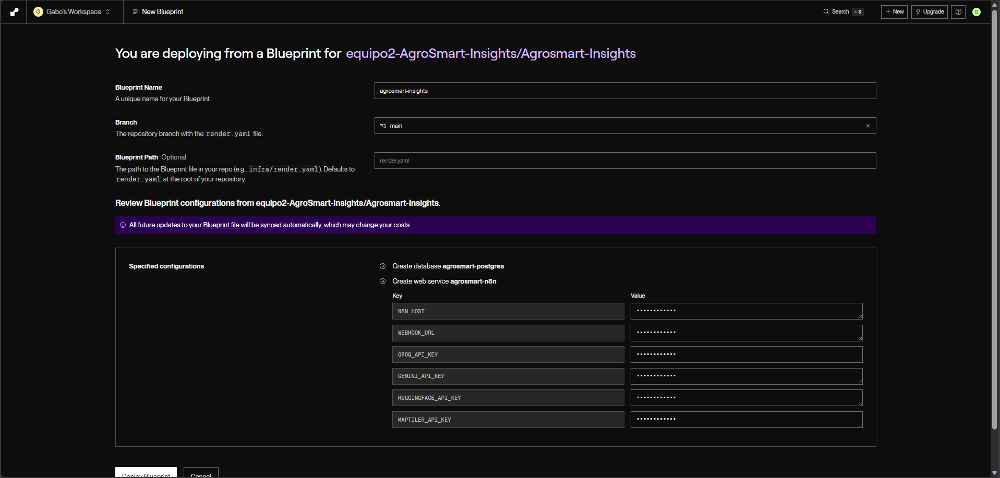 G Gabo's Workspace
New Blueprint
Search ^ K
+ New
Upgrade
G
You are deploying from a Blueprint for equipo2-AgroSmart-Insights/Agrosmart-Insights
Blueprint Name
A unique name for your Blueprint.
agrosmart-insights
Branch
The repository branch with the render.yaml file.
main
Blueprint Path Optional
The path to the Blueprint file in your repo (e.g., infra/render.yaml). Defaults to
render.yaml at the root of your repository.
render.yaml
Review Blueprint configurations from equipo2-AgroSmart-Insights/Agrosmart-Insights.
All future updates to your Blueprint file will be synced automatically, which may change your costs.
Specified configurations
Create database agrosmart-postgres
Create web service agrosmart-n8n
Key Value
N8N_HOST ••••••••••••
WEBHOOK_URL ••••••••••••
GROQ_API_KEY ••••••••••••
GEMINI_API_KEY ••••••••••••
HUGGINGFACE_API_KEY ••••••••••••
MAPTILER_API_KEY ••••••••••••
Deploy Blueprint
Cancel